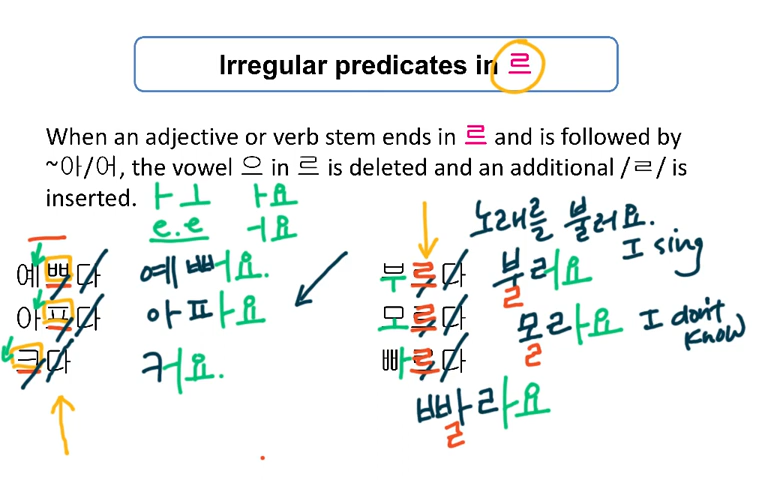 Irregular predicates in 르
When an adjective or verb stem ends in 르 and is followed by
~아/어, the vowel 으 in 르 is deleted and an additional /ㄹ/ is
inserted.
ㅏㅗ ㅏ요
e.e ㅓ요
예쁘다 예뻐요.
아프다 아파요
크다 커요.
노래를 불러요.
I sing
부르다 불러요
모르다 몰라요 I don't know
빠르다
빨라요